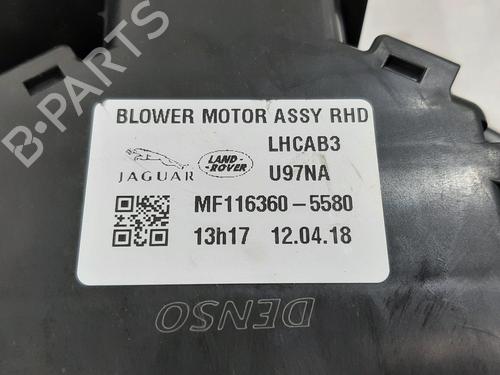 BLOWER MOTOR ASSY RHD
LHCAB3
JAGUAR
LAND-
ROVER
U97NA
MF116360-5580
13h17 12.04.18
DENSO
B-PARTS